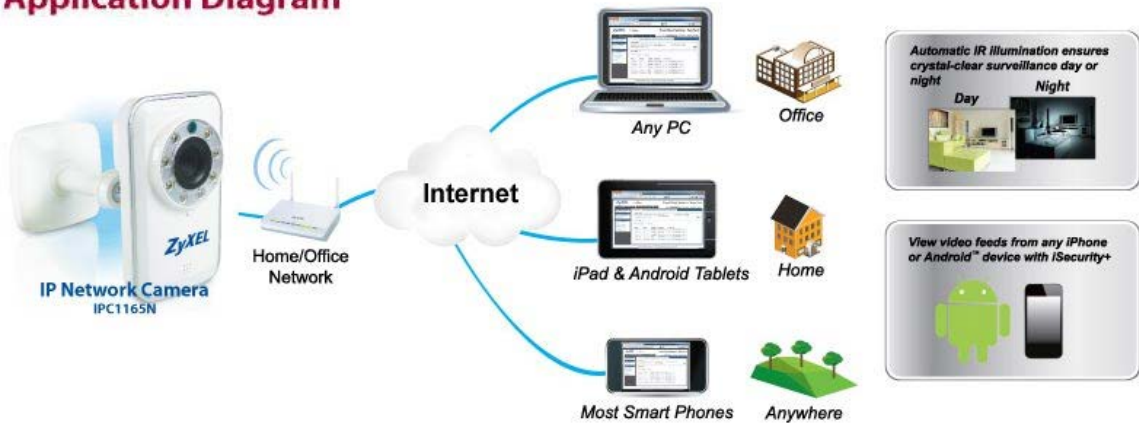 Application Diagram
ZyXEL
IP Network Camera
IPC1165N
Home/Office
Network
Internet
Any PC
Office
iPad & Android Tablets
Home
Most Smart Phones
Anywhere
Automatic IR illumination ensures
crystal-clear surveillance day or
night
Day
Night
View video feeds from any iPhone
or Android™ device with iSecurity+